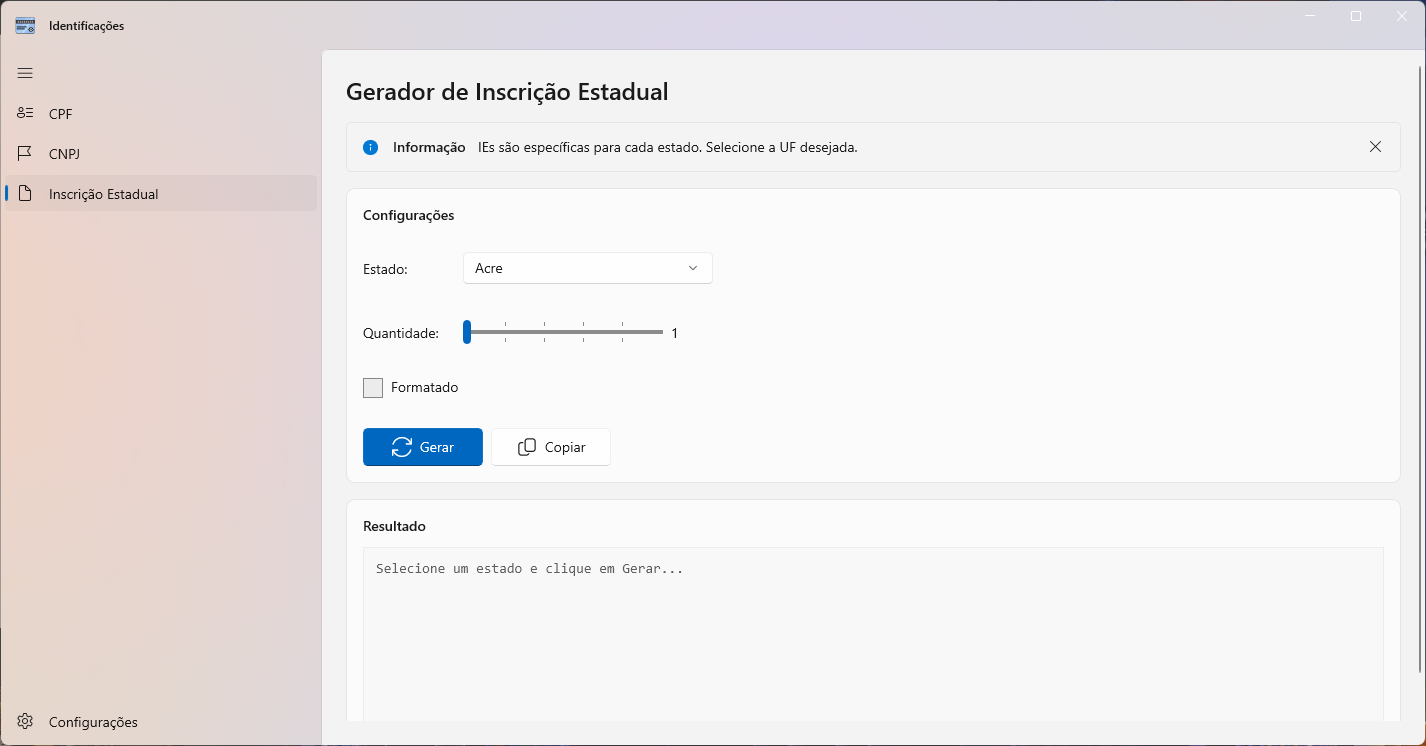 Identificações
CPF
CNPJ
Inscrição Estadual
Configurações
Gerador de Inscrição Estadual
Informação IEs são específicas para cada estado. Selecione a UF desejada.
Configurações
Estado: Acre
Quantidade: 1
Formatado
Gerar Copiar
Resultado
Selecione um estado e clique em Gerar...